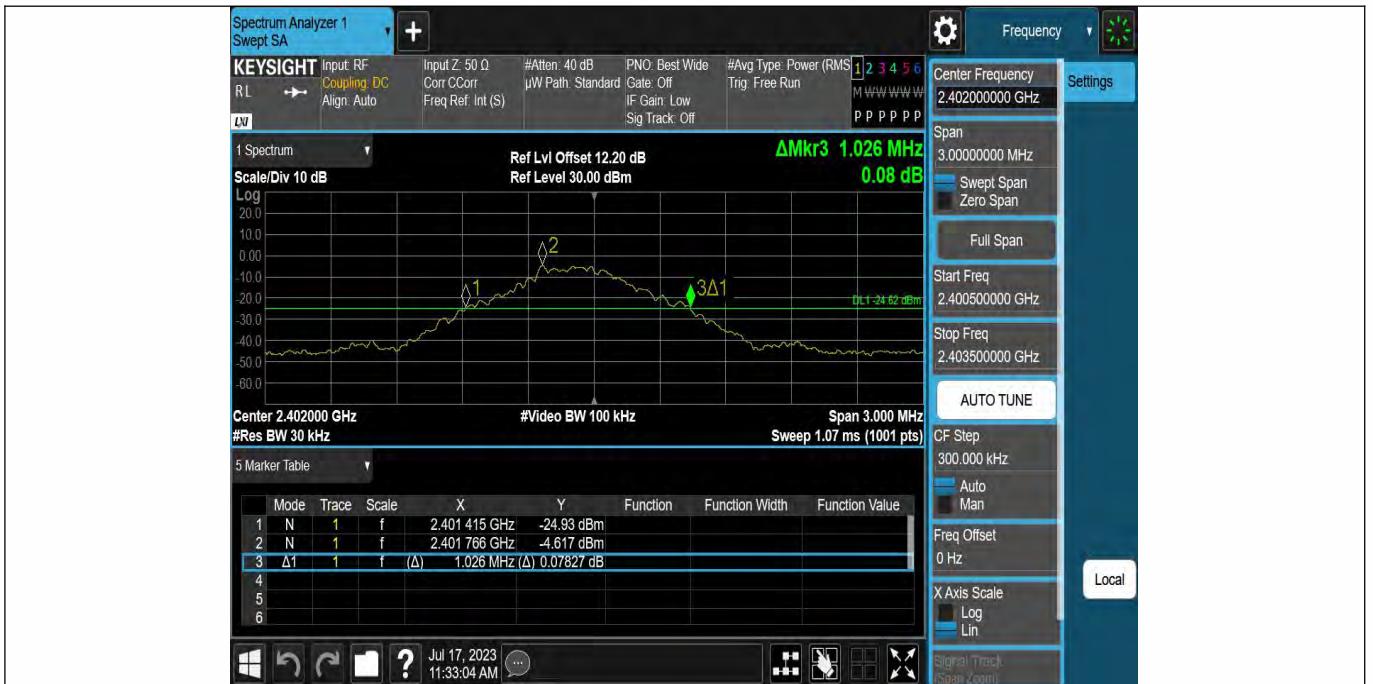 Spectrum Analyzer 1
Swept SA
Frequency
KEYSIGHT
RL
LXI
Input: RF
Coupling: DC
Align: Auto
Input Z: 50 Ω
Corr CCorr
Freq Ref: Int (S)
#Atten: 40 dB
µW Path: Standard
PNO: Best Wide
Gate: Off
IF Gain: Low
Sig Track: Off
#Avg Type: Power (RMS
Trig: Free Run
1 2 3 4 5 6
M W W W W W
P P P P P P
1 Spectrum
Scale/Div 10 dB
Ref Lvl Offset 12.20 dB
Ref Level 30.00 dBm
ΔMkr3 1.026 MHz
0.08 dB
Log
20.0
10.0
0.00
-10.0
-20.0
-30.0
-40.0
-50.0
-60.0
1
2
3Δ1
DL1 -24.62 dBm
Center 2.402000 GHz
#Video BW 100 kHz
Span 3.000 MHz
#Res BW 30 kHz
Sweep 1.07 ms (1001 pts)
5 Marker Table
Mode Trace Scale X Y Function Function Width Function Value
1 N 1 f 2.401 415 GHz -24.93 dBm
2 N 1 f 2.401 766 GHz -4.617 dBm
3 Δ1 1 f (Δ) 1.026 MHz (Δ) 0.07827 dB
4
5
6
?
Jul 17, 2023
11:33:04 AM
Center Frequency
2.402000000 GHz
Settings
Span
3.00000000 MHz
Swept Span
Zero Span
Full Span
Start Freq
2.400500000 GHz
Stop Freq
2.403500000 GHz
AUTO TUNE
CF Step
300.000 kHz
Auto
Man
Freq Offset
0 Hz
X Axis Scale
Log
Lin
Local
Signal Track
(Span Zoom)